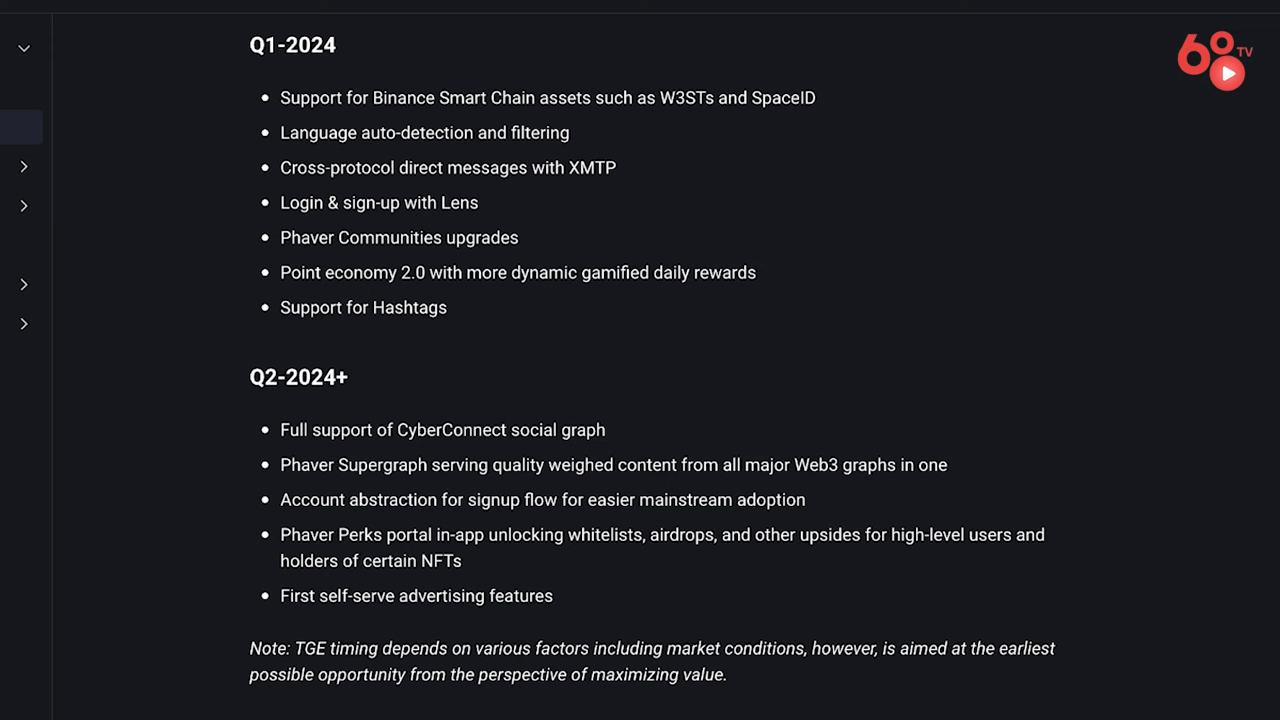 Q1-2024
Support for Binance Smart Chain assets such as W3STs and SpaceID
Language auto-detection and filtering
Cross-protocol direct messages with XMTP
Login & sign-up with Lens
Phaver Communities upgrades
Point economy 2.0 with more dynamic gamified daily rewards
Support for Hashtags
Q2-2024+
Full support of CyberConnect social graph
Phaver Supergraph serving quality weighed content from all major Web3 graphs in one
Account abstraction for signup flow for easier mainstream adoption
Phaver Perks portal in-app unlocking whitelists, airdrops, and other upsides for high-level users and
holders of certain NFTs
First self-serve advertising features
Note: TGE timing depends on various factors including market conditions, however, is aimed at the earliest
possible opportunity from the perspective of maximizing value.
60 TV